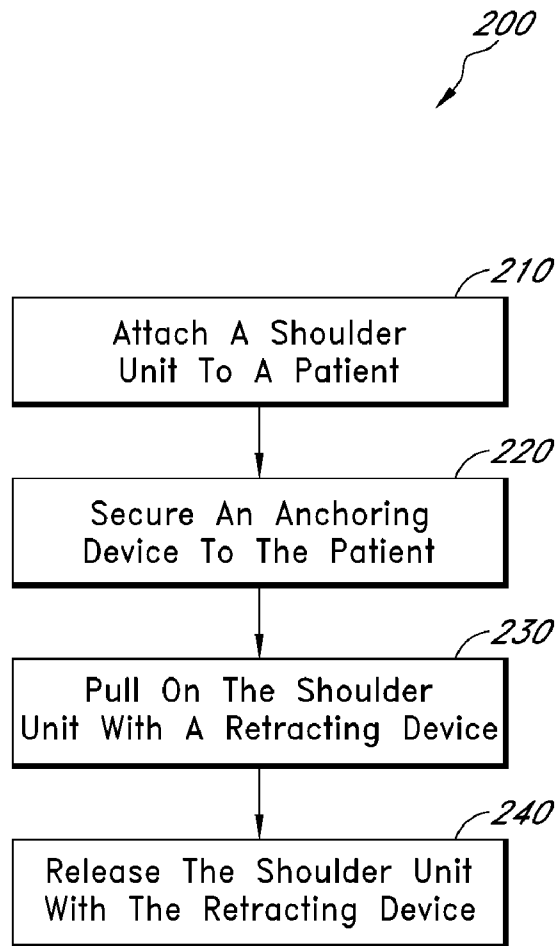 200
210
Attach A Shoulder
Unit To A Patient
220
Secure An Anchoring
Device To The Patient
230
Pull On The Shoulder
Unit With A Retracting Device
240
Release The Shoulder Unit
With The Retracting Device